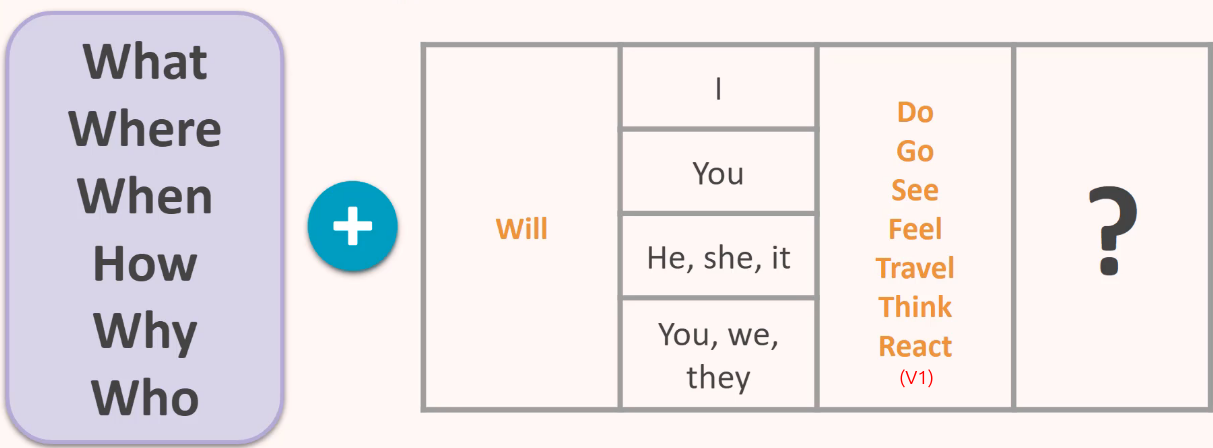 What
Where
When
How
Why
Who
+
Will
I
You
He, she, it
You, we,
they
Do
Go
See
Feel
Travel
Think
React
(V1)
?